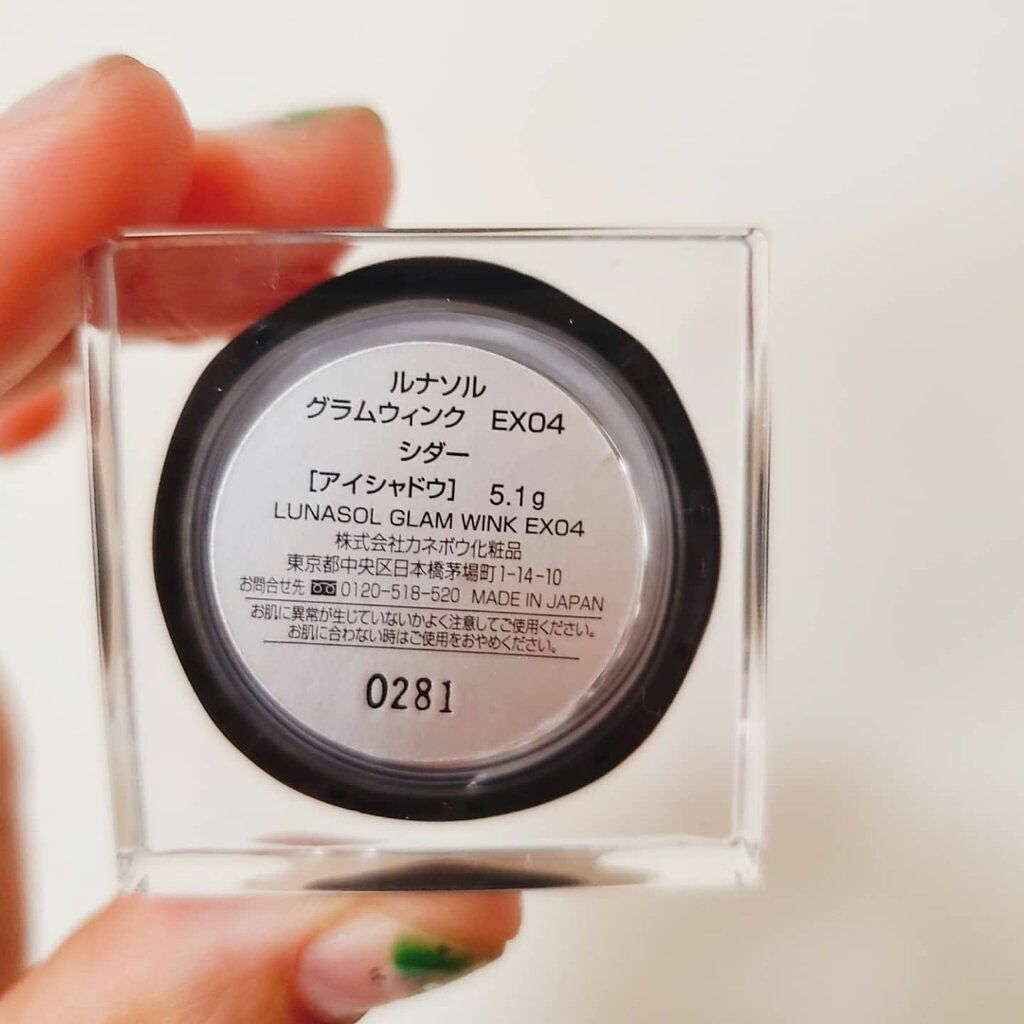 ルナソル
グラムウィンク EX04
シダー
[アイシャドウ] 5.1g
LUNASOL GLAM WINK EX04
株式会社カネボウ化粧品
東京都中央区日本橋茅場町1-14-10
お問合せ先 0120-518-520 MADE IN JAPAN
お肌に異常が生じていないかよく注意してご使用ください。
お肌に合わない時はご使用をおやめください。
0281